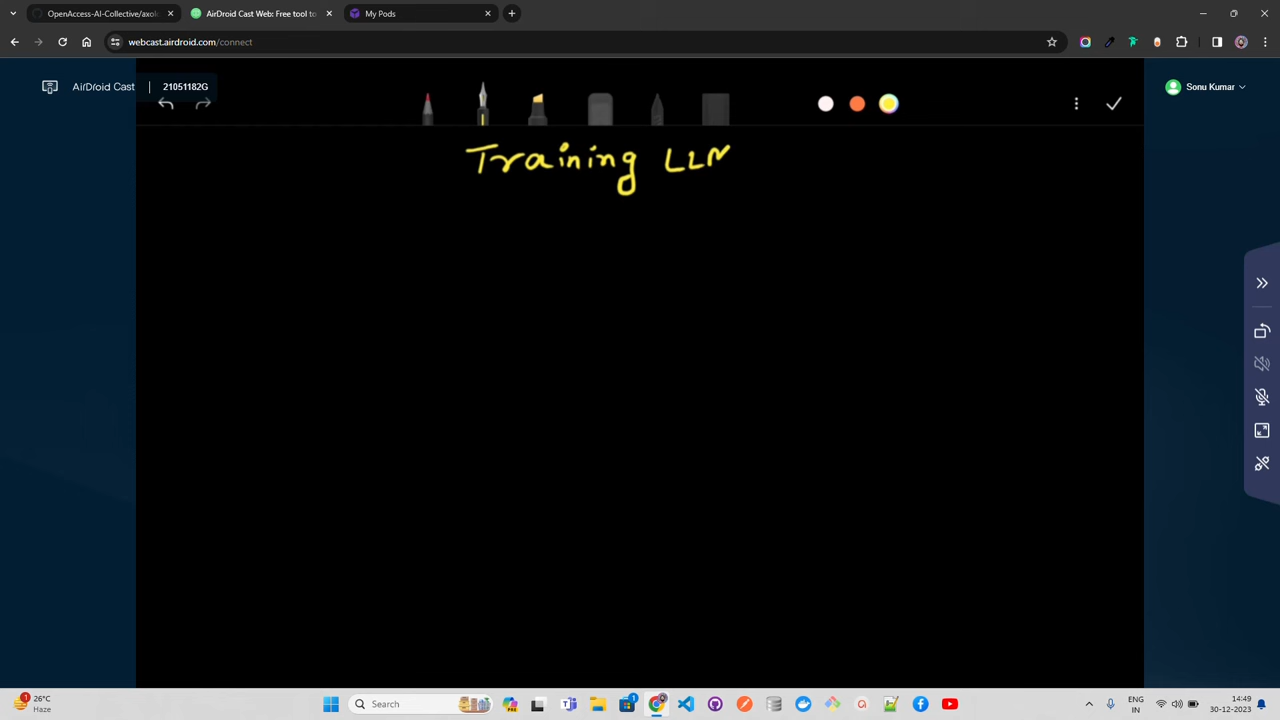 OpenAccess-AI-Collective/axolo
AirDroid Cast Web: Free tool to
My Pods
webcast.airdroid.com/connect
AirDroid Cast | 21051182G
Sonu Kumar
Training LLM
26°C
Haze
Search
ENG
IN
14:49
30-12-2023